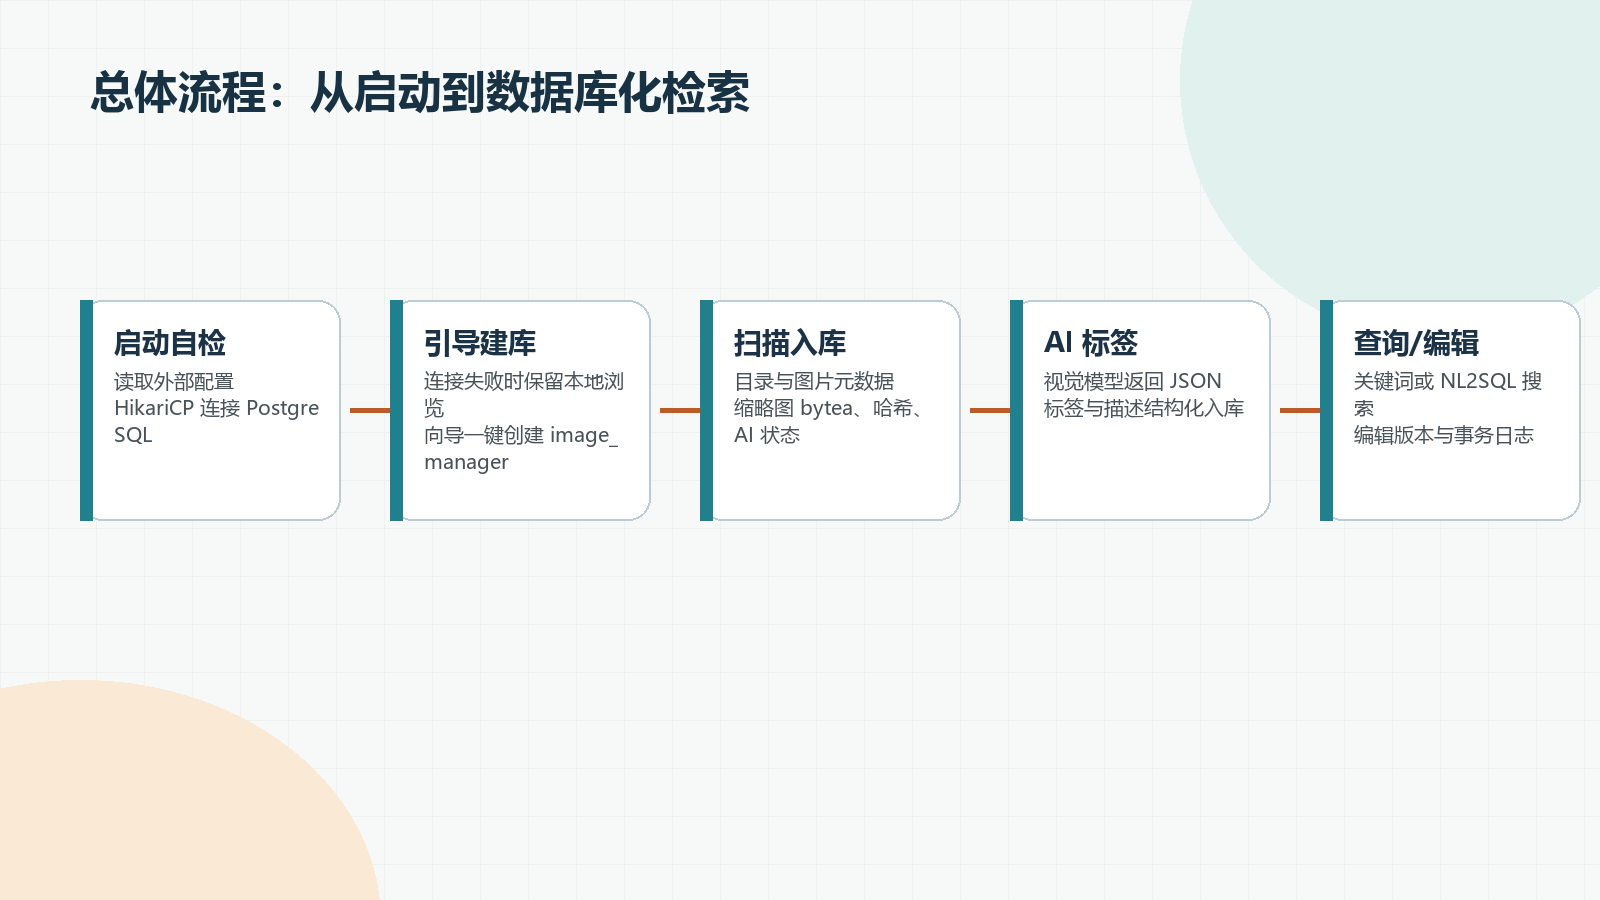 总体流程：从启动到数据库化检索
启动自检
读取外部配置
HikariCP 连接 Postgre
SQL
引导建库
连接失败时保留本地浏
览
向导一键创建 image_
manager
扫描入库
目录与图片元数据
缩略图 bytea、哈希、
AI 状态
AI 标签
视觉模型返回 JSON
标签与描述结构化入库
查询/编辑
关键词或 NL2SQL 搜
索
编辑版本与事务日志